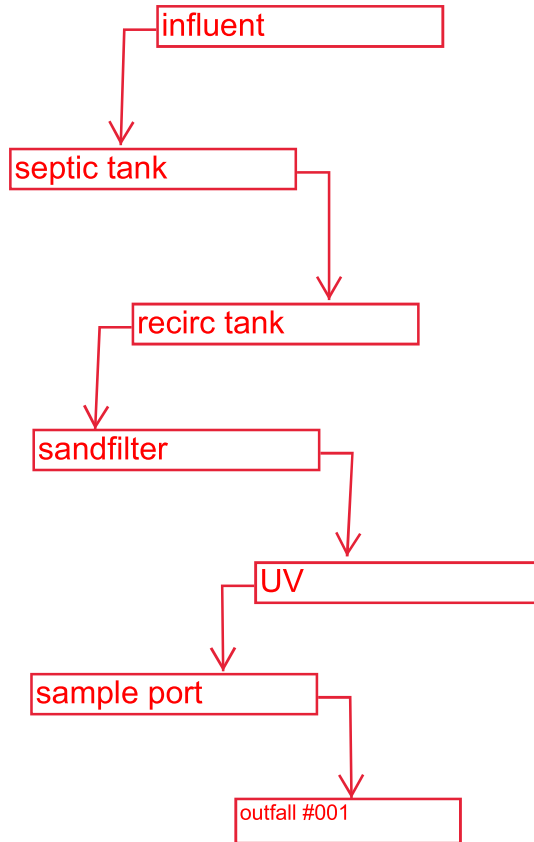 influent
septic tank
recirc tank
sandfilter
UV
sample port
outfall #001